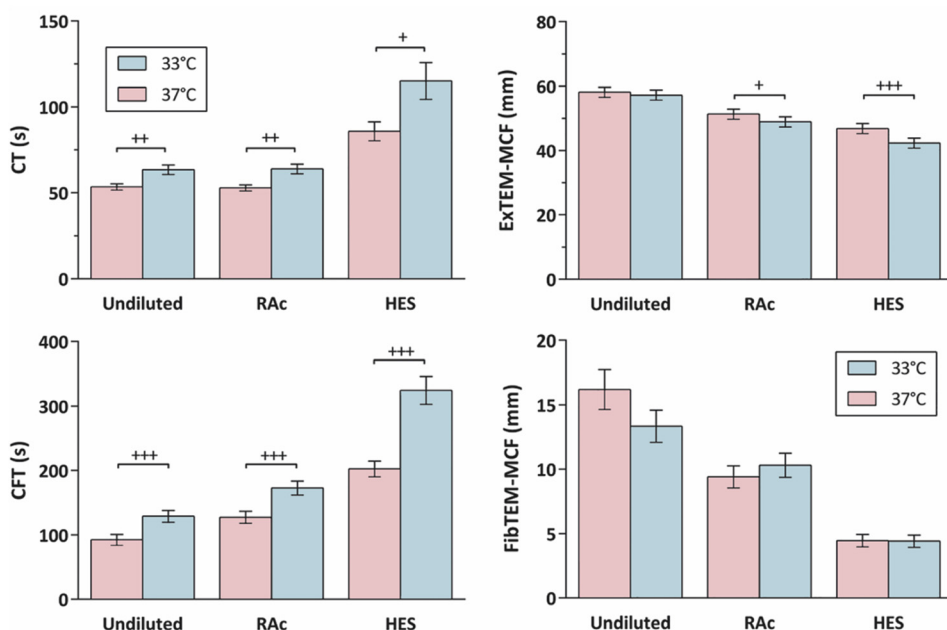 CT (s)
150
100
50
0
33°C
37°C
++
++
+
Undiluted RAc HES
ExTEM-MCF (mm)
80
60
40
20
0
+
+++
Undiluted RAc HES
CFT (s)
400
300
200
100
0
+++
+++
+++
Undiluted RAc HES
FibTEM-MCF (mm)
20
15
10
5
0
33°C
37°C
Undiluted RAc HES